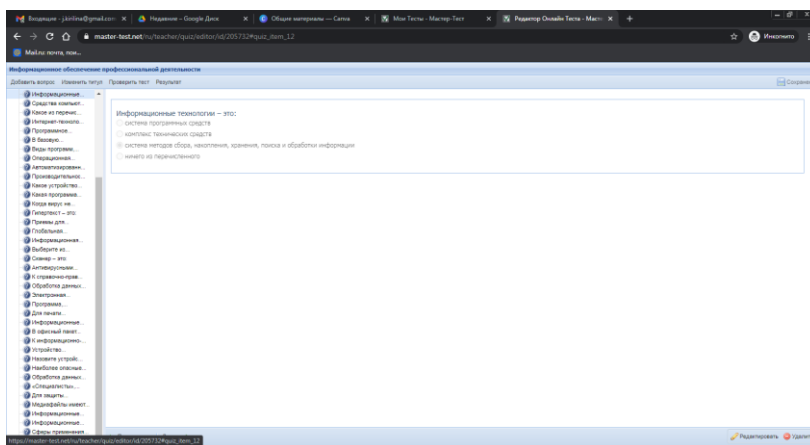 Входящие - j.kirilina@gmail.com
Недавние – Google Диск
Общие материалы – Canva
Мои Тесты - Мастер-Тест
Редактор Онлайн Теста - Масте
master-test.net/ru/teacher/quiz/editor/id/205732#quiz_item_12
Инкогнито
Mail.ru: почта, пои...
Информационное обеспечение профессиональной деятельности
Добавить вопрос Изменить титул Проверить тест Результат
Сохранен
Информационные...
Средства компьют...
Какое из перечис...
Интернет-техноло...
Программное...
В базовую...
Виды программ...
Операционная...
Автоматизированн...
Производительнос...
Какое устройство...
Какая программа...
Когда вирус не...
Гипертекст – это:
Приемы для...
Глобальная...
Информационная...
Выберите из...
Сканер – это:
Антивирусными...
К справочно-прав...
Обработка данных...
Электронная...
Программа...
Для печати...
Информационные...
В офисный пакет...
К информационно-...
Устройство...
Назовите устройс...
Наиболее опасные...
Обработка данных...
«Специалисты»...
Для защиты...
Медиафайлы имеют...
Информационные...
Информационные...
Сферы применения...
Информационные технологии – это:
система программных средств
комплекс технических средств
система методов сбора, накопления, хранения, поиска и обработки информации
ничего из перечисленного
https://master-test.net/ru/teacher/quiz/editor/id/205732#quiz_item_12
Редактировать Удалит